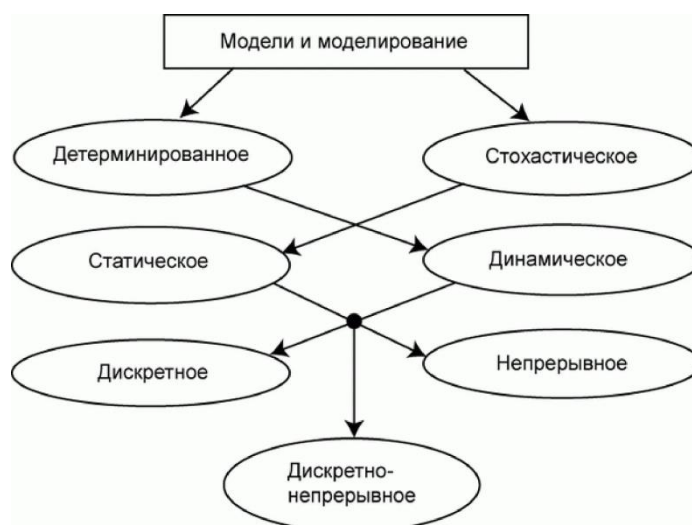 Модели и моделирование
Детерминированное
Стохастическое
Статическое
Динамическое
Дискретное
Непрерывное
Дискретно-
непрерывное